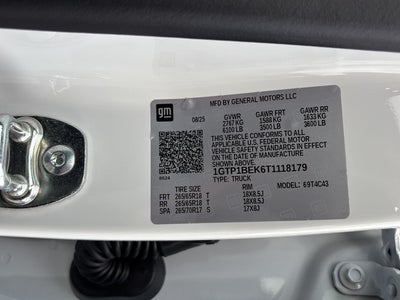 gm
MFD BY GENERAL MOTORS LLC
08/25 GVWR GAWR FRT GAWR RR
2767 KG 1588 KG 1633 KG
6100 LB 3500 LB 3600 LB
THIS VEHICLE CONFORMS TO ALL
APPLICABLE U.S. FEDERAL MOTOR
VEHICLE SAFETY STANDARDS IN EFFECT
ON THE DATE OF MANUFACTURE
SHOWN ABOVE.
1GTP1BEK6T1118179
TYPE: TRUCK
MODEL: 69T4C43
TIRE SIZE RIM
FRT 265/65R18 T 18X8.5J
RR 265/65R18 T 18X8.5J
SPA 265/70R17 S 17X8J